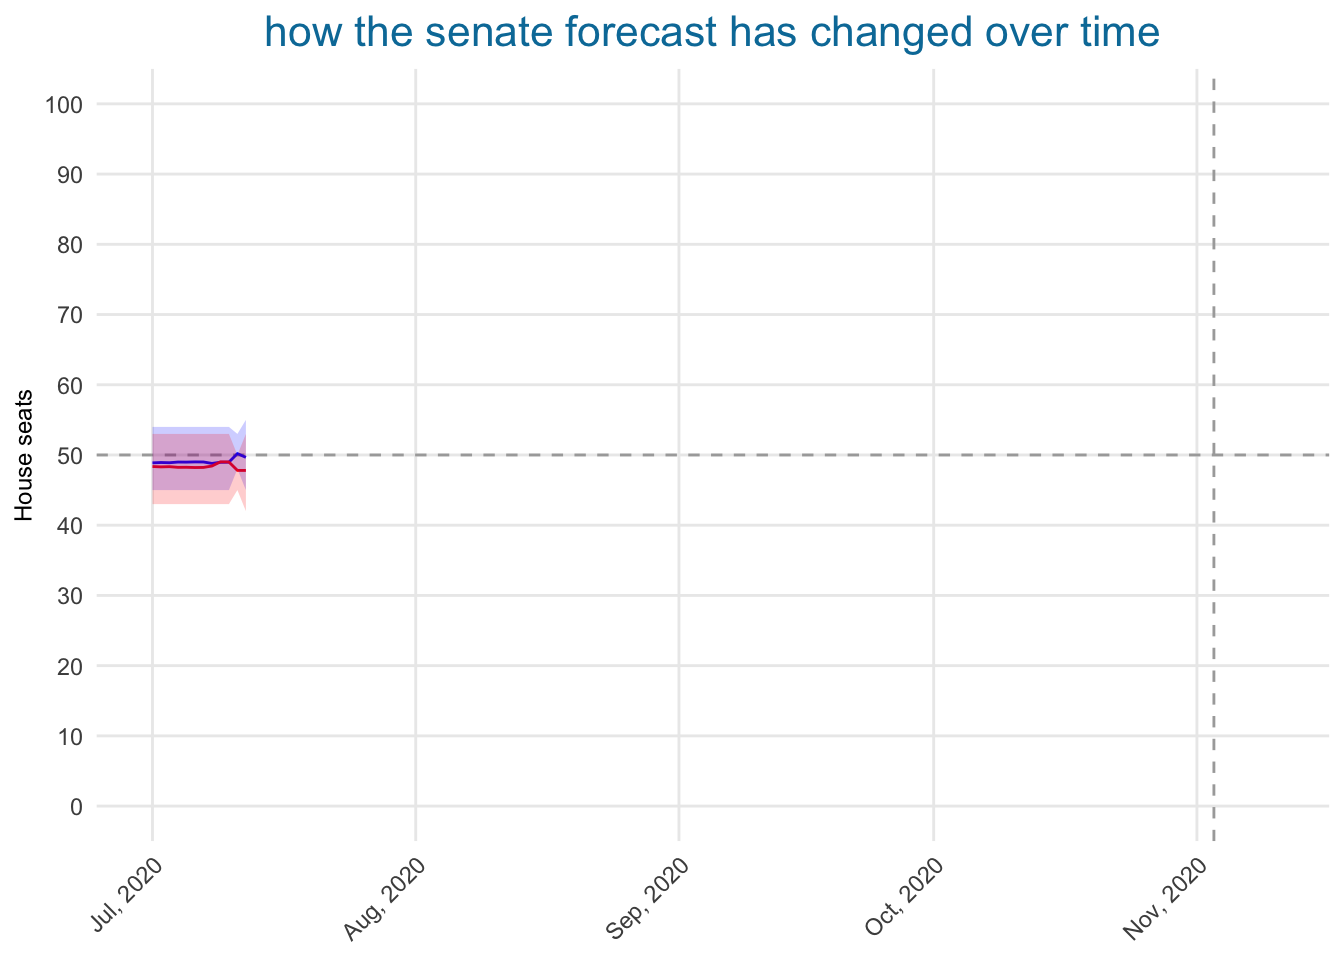 how the senate forecast has changed over time
100
90
80
70
60
50
40
30
20
10
0
House seats
Jul, 2020
Aug, 2020
Sep, 2020
Oct, 2020
Nov, 2020